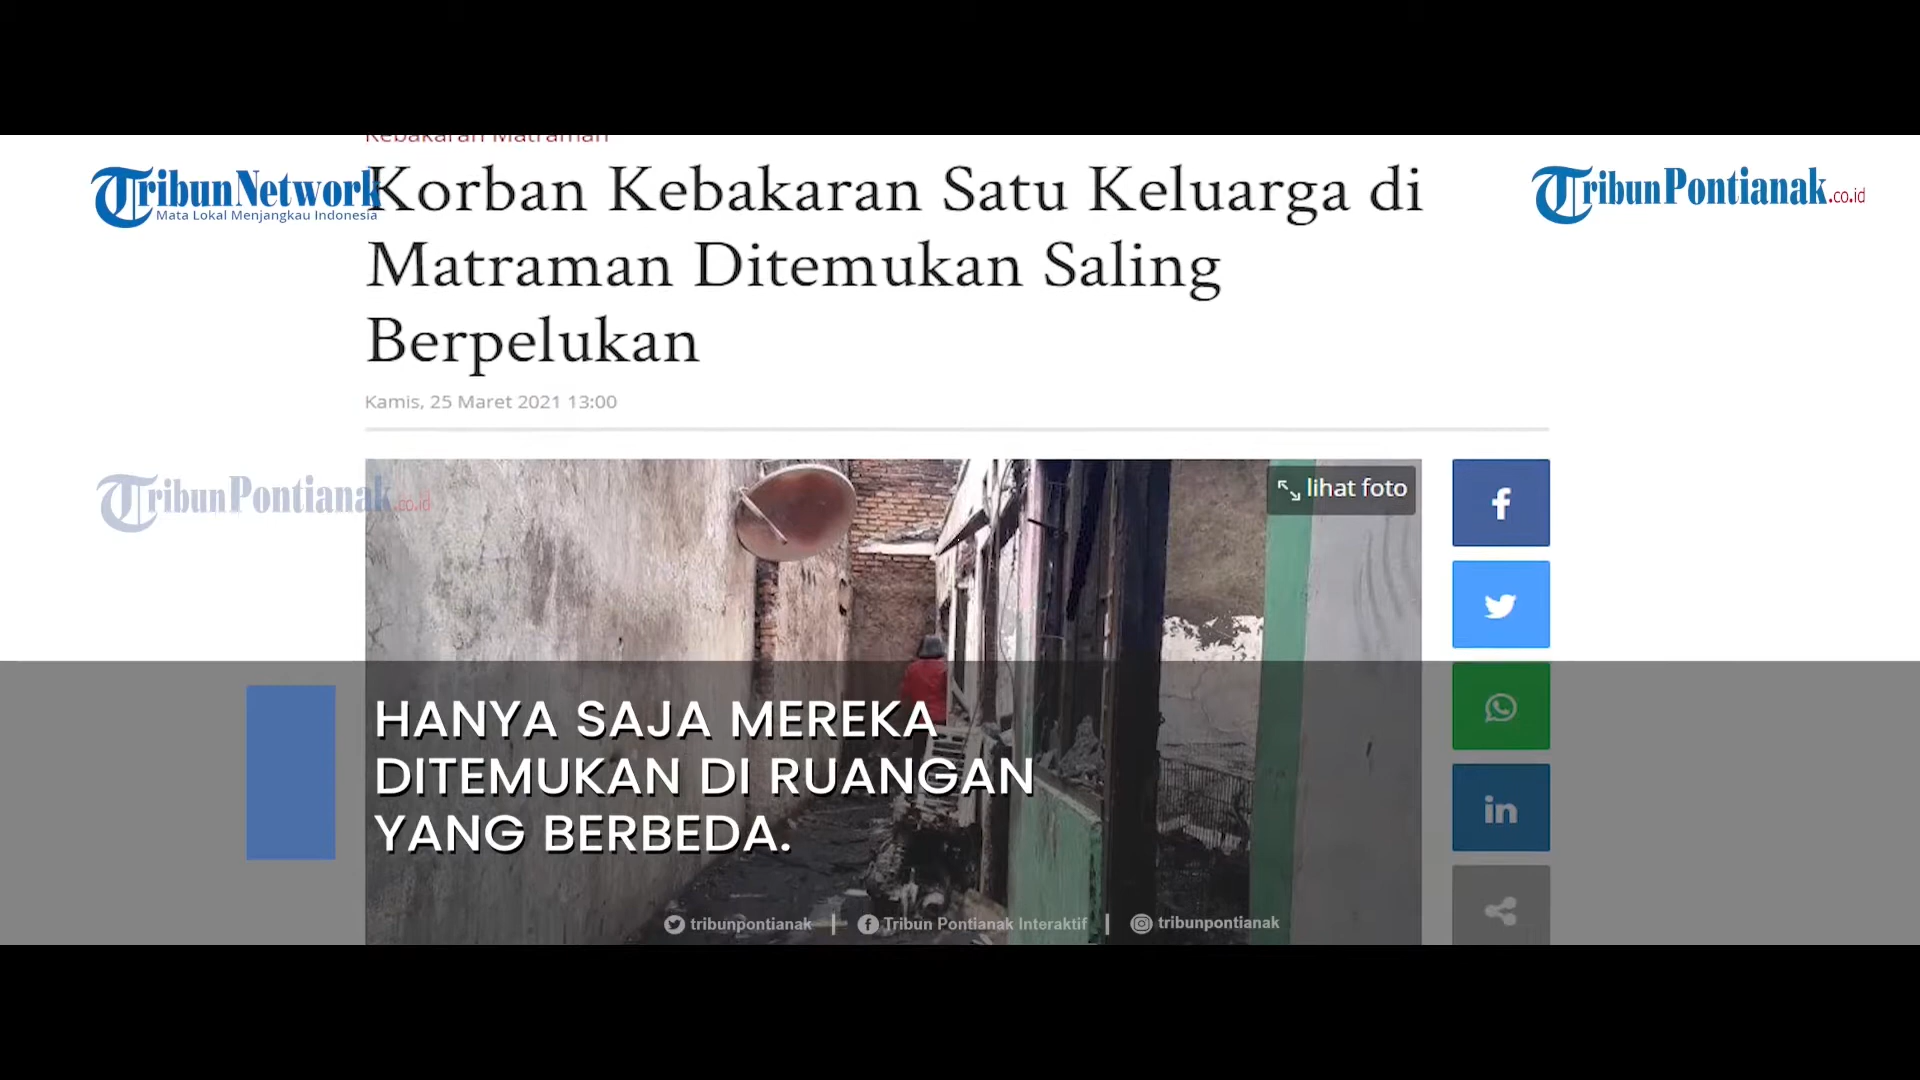 Kebakaran Matraman
TribunNetwork
Mata Lokal Menjangkau Indonesia
Korban Kebakaran Satu Keluarga di
Matraman Ditemukan Saling
Berpelukan
TribunPontianak.co.id
Kamis, 25 Maret 2021 13:00
TribunPontianak.co.id
lihat foto
HANYA SAJA MEREKA
DITEMUKAN DI RUANGAN
YANG BERBEDA.
tribunpontianak | Tribun Pontianak Interaktif | tribunpontianak